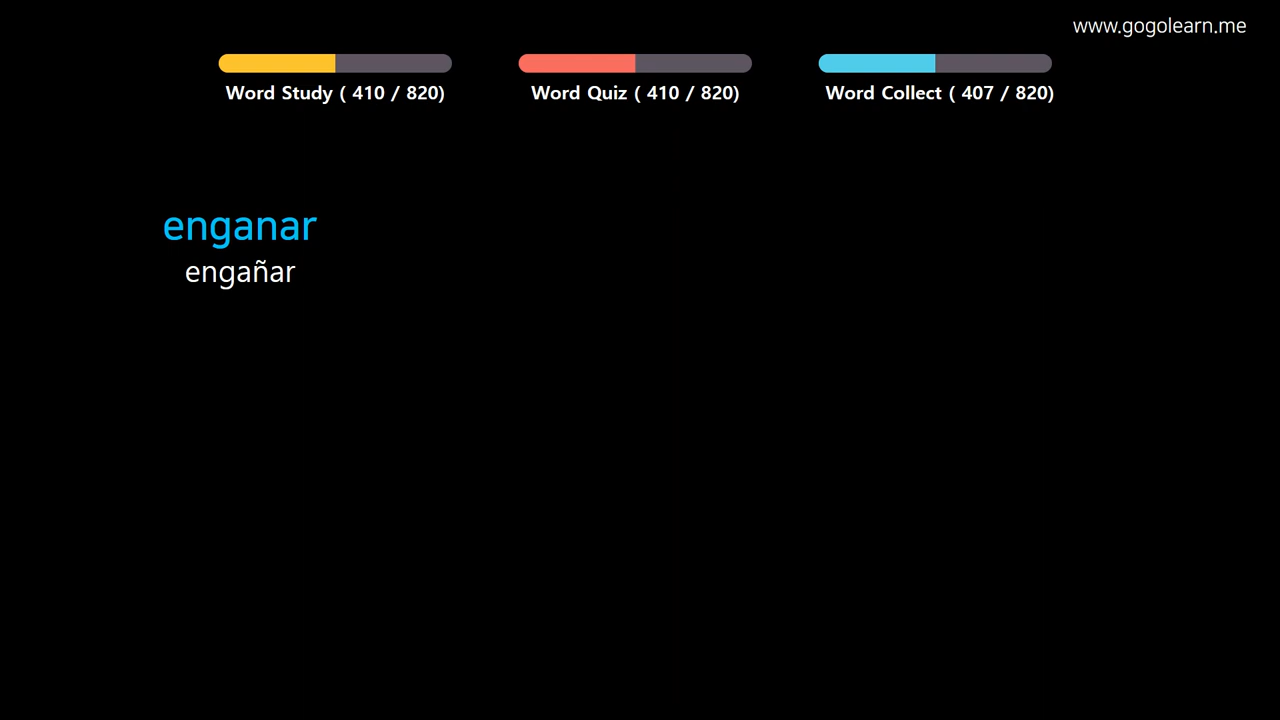 www.gogolearn.me
Word Study ( 410 / 820)
Word Quiz ( 410 / 820)
Word Collect ( 407 / 820)
enganar
engañar